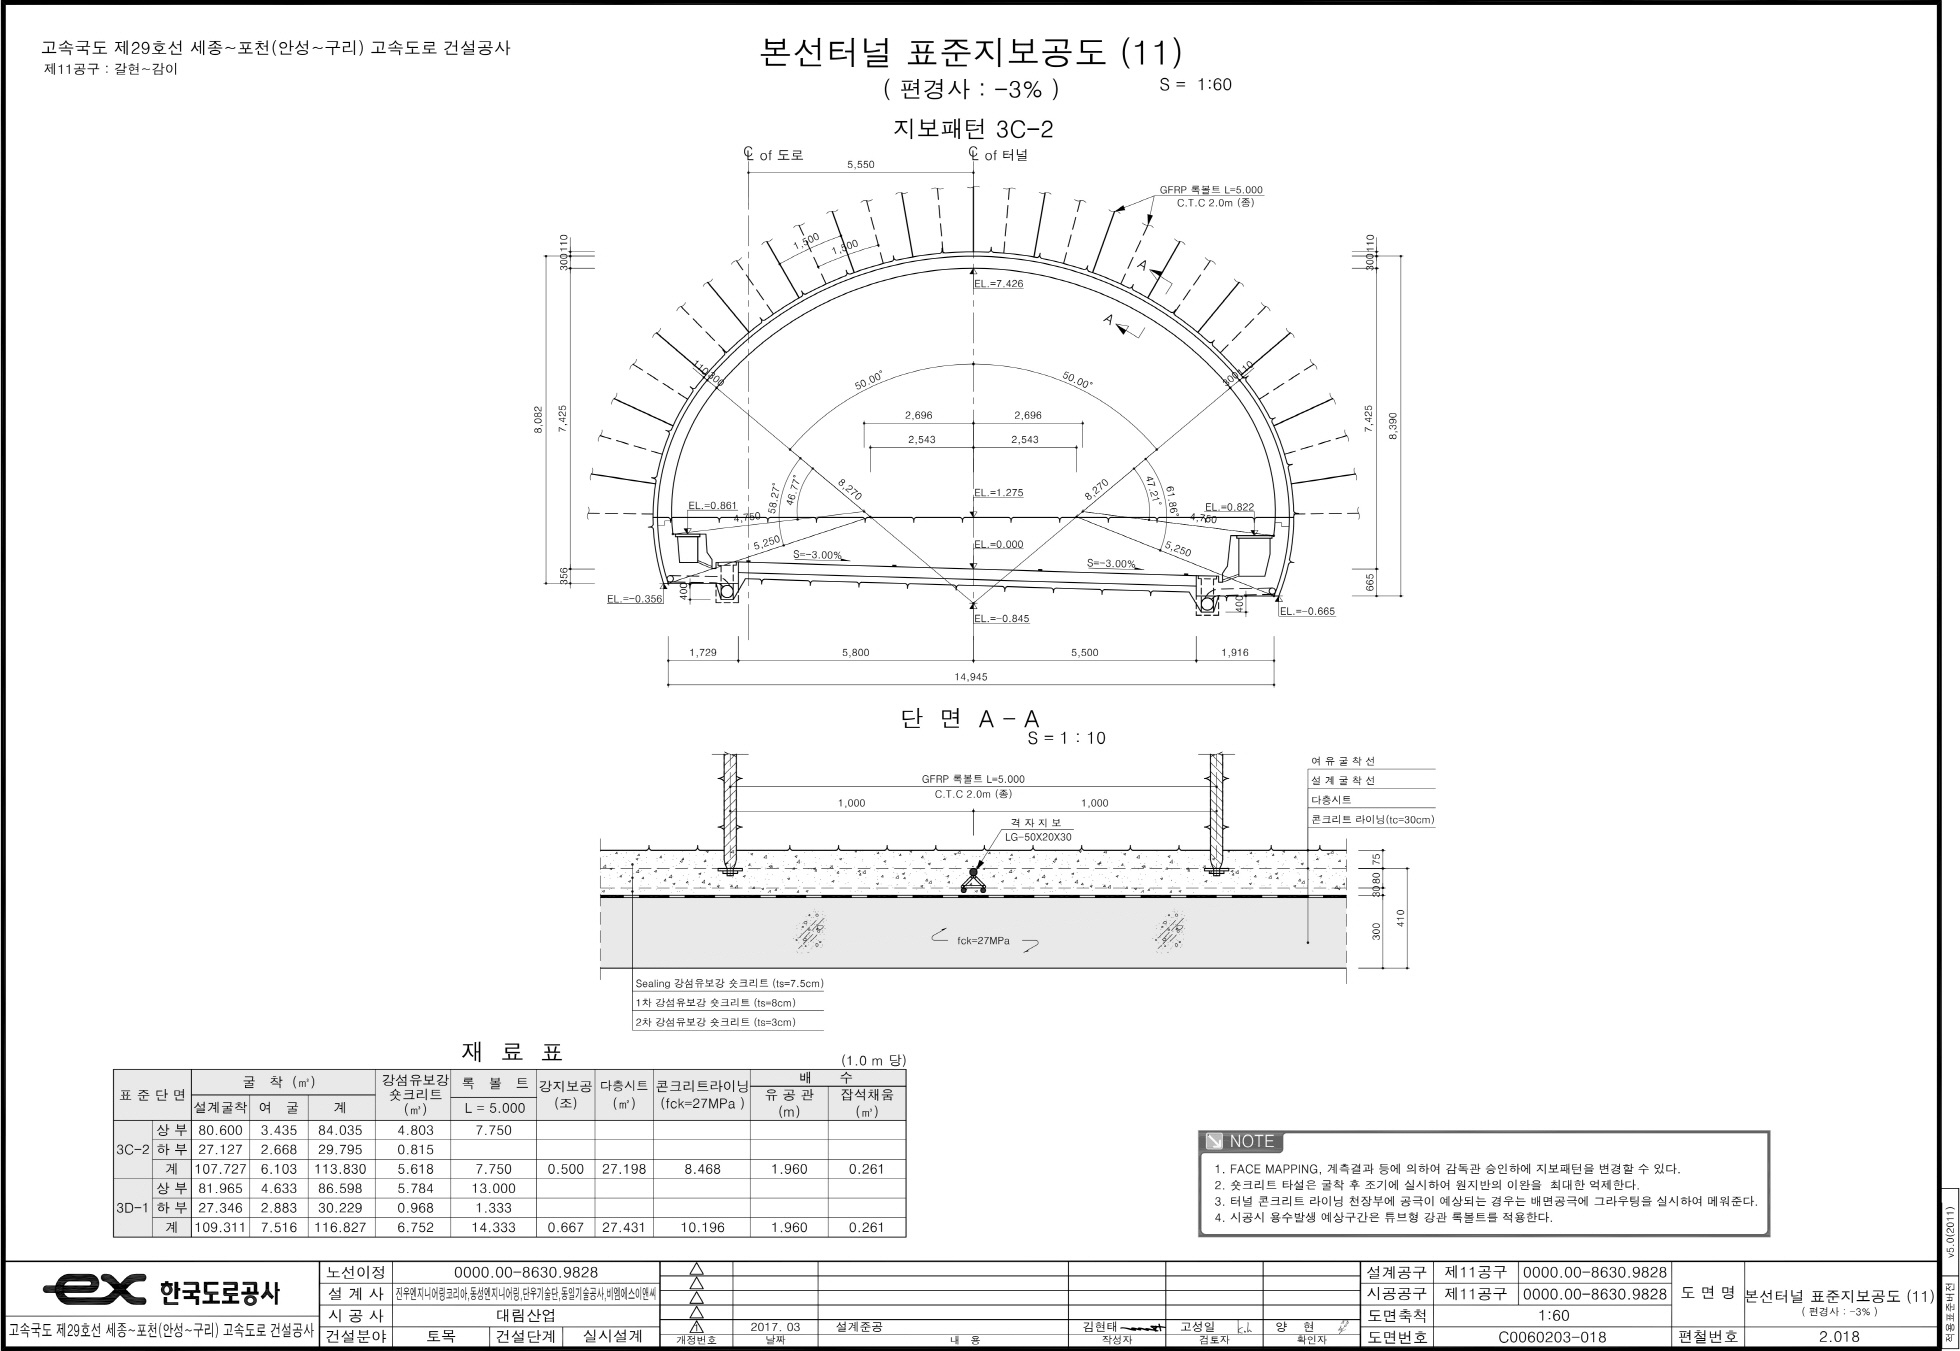 고속국도 제29호선 세종~포천(안성~구리) 고속도로 건설공사
제11공구 : 갈현~감이
본선터널 표준지보공도 (11)
( 편경사 : -3% )
S = 1:60
지보패턴 3C-2
℄ of 도로
℄ of 터널
5,550
GFRP 록볼트 L=5.000
C.T.C 2.0m (종)
1,500
1,500
110
300
7,425
8,082
356
110
300
7,425
8,390
665
A
A
EL.=7.426
110
300
300
110
50.00°
50.00°
2,696
2,696
2,543
2,543
58.27°
46.77°
47.21°
61.86°
8,270
8,270
EL.=1.275
EL.=0.861
EL.=0.822
4,750
4,750
5,250
5,250
EL.=0.000
S=-3.00%
S=-3.00%
EL.=-0.356
400
400
EL.=-0.665
EL.=-0.845
1,729
5,800
5,500
1,916
14,945
단 면 A - A
S = 1 : 10
GFRP 록볼트 L=5.000
C.T.C 2.0m (종)
1,000
1,000
격 자 지 보
LG-50X20X30
여 유 굴 착 선
설 계 굴 착 선
다층시트
콘크리트 라이닝(tc=30cm)
75
80
30
300
410
fck=27MPa
Sealing 강섬유보강 숏크리트 (ts=7.5cm)
1차 강섬유보강 숏크리트 (ts=8cm)
2차 강섬유보강 숏크리트 (ts=3cm)
재 료 표
(1.0 m 당)
표 준 단 면 굴 착 (㎥) 강섬유보강 숏크리트 (㎥) 록 볼 트 강지보공 (조) 다층시트 (㎡) 콘크리트라이닝 (fck=27MPa ) 배 수
설계굴착 여 굴 계 L = 5.000 유 공 관 (m) 잡석채움 (㎥)
3C-2 상 부 80.600 3.435 84.035 4.803 7.750
하 부 27.127 2.668 29.795 0.815
계 107.727 6.103 113.830 5.618 7.750 0.500 27.198 8.468 1.960 0.261
3D-1 상 부 81.965 4.633 86.598 5.784 13.000
하 부 27.346 2.883 30.229 0.968 1.333
계 109.311 7.516 116.827 6.752 14.333 0.667 27.431 10.196 1.960 0.261
NOTE
1. FACE MAPPING, 계측결과 등에 의하여 감독관 승인하에 지보패턴을 변경할 수 있다.
2. 숏크리트 타설은 굴착 후 조기에 실시하여 원지반의 이완을 최대한 억제한다.
3. 터널 콘크리트 라이닝 천장부에 공극이 예상되는 경우는 배면공극에 그라우팅을 실시하여 메워준다.
4. 시공시 용수발생 예상구간은 튜브형 강관 록볼트를 적용한다.
v5.0(2011)
적용표준버전
ex 한국도로공사
고속국도 제29호선 세종~포천(안성~구리) 고속도로 건설공사
노선이정 0000.00-8630.9828
설 계 사 진우엔지니어링코리아,동성엔지니어링,단우기술단,동일기술공사,비엠에스이앤씨
시 공 사 대림산업
건설분야 토목 건설단계 실시설계
1 2017. 03 설계준공 김현태 고성일 양 현
개정번호 날짜 내 용 작성자 검토자 확인자
설계공구 제11공구 0000.00-8630.9828
시공공구 제11공구 0000.00-8630.9828
도면축척 1:60
도면번호 C0060203-018
도 면 명 본선터널 표준지보공도 (11)
( 편경사 : -3% )
편철번호 2.018